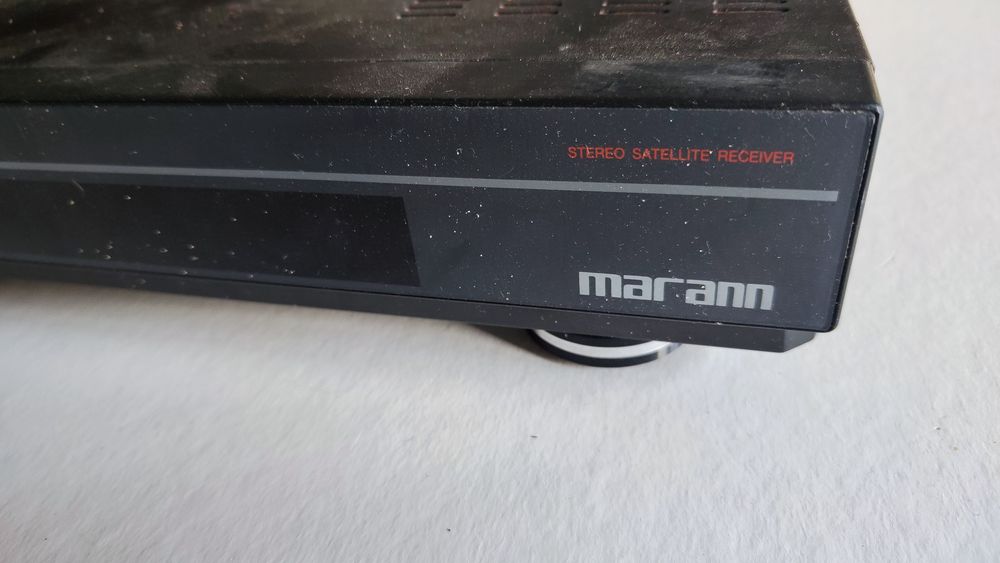 STEREO SATELLITE RECEIVER
marann